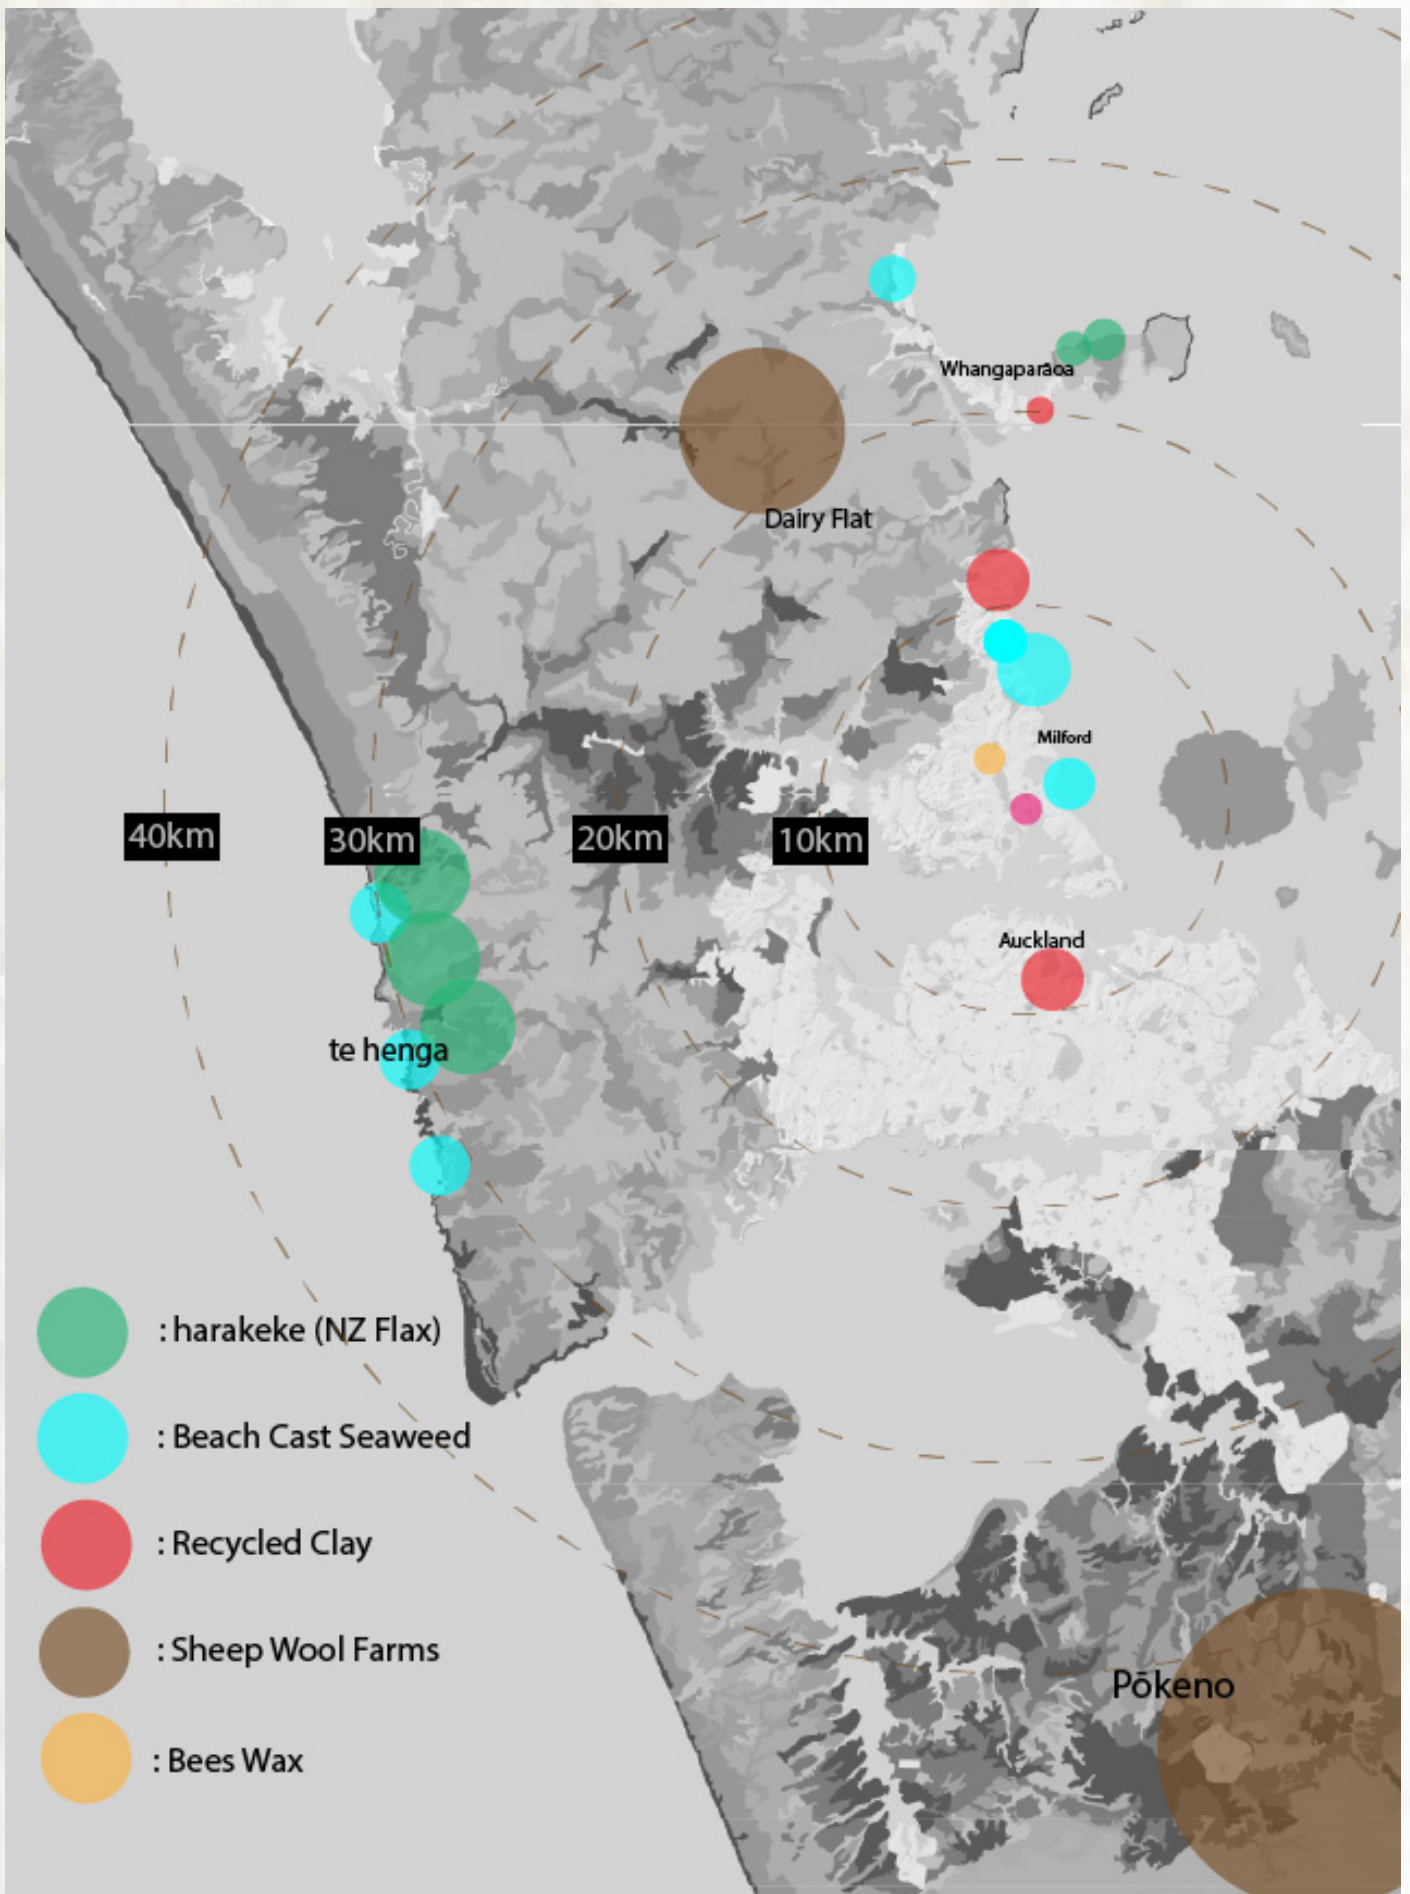 Whangaparāoa
Dairy Flat
Milford
40km
30km
20km
10km
Auckland
te henga
: harakeke (NZ Flax)
: Beach Cast Seaweed
: Recycled Clay
: Sheep Wool Farms
Pōkeno
: Bees Wax